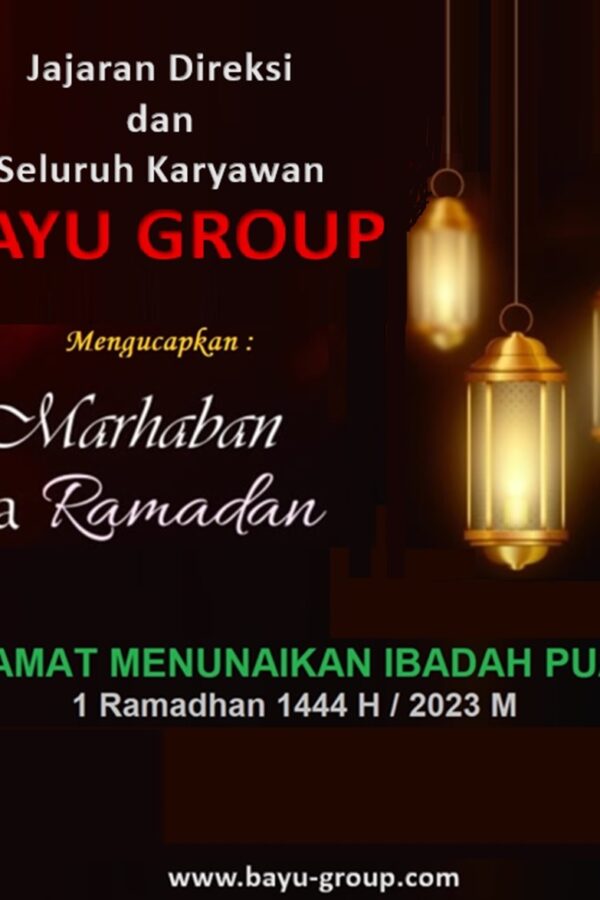 Jajaran Direksi
dan
Seluruh Karyawan
AYU GROUP
Mengucapkan :
Marhaban
a Ramadan
AMAT MENUNAIKAN IBADAH PU
1 Ramadhan 1444 H / 2023 M
www.bayu-group.com